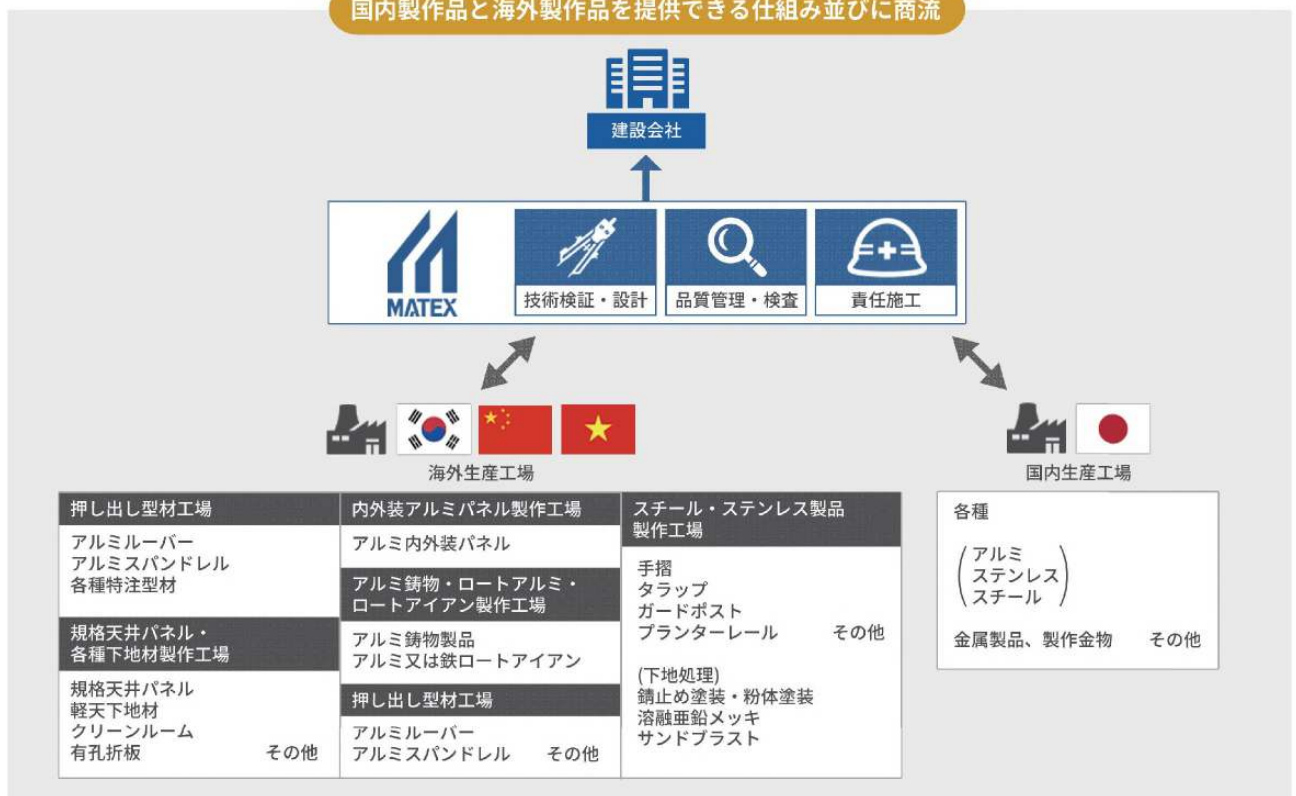 国内製作品と海外製作品を提供できる仕組み並びに商流
建設会社
MATEX
技術検証・設計
品質管理・検査
責任施工
海外生産工場
押し出し型材工場
アルミルーバー
アルミスパンドレル
各種特注型材
規格天井パネル・
各種下地材製作工場
規格天井パネル
軽天下地材
クリーンルーム
有孔折板 その他
内外装アルミパネル製作工場
アルミ内外装パネル
アルミ鋳物・ロートアルミ・
ロートアイアン製作工場
アルミ鋳物製品
アルミ又は鉄ロートアイアン
押し出し型材工場
アルミルーバー
アルミスパンドレル その他
スチール・ステンレス製品
製作工場
手摺
タラップ
ガードポスト
プランターレール その他
(下地処理)
錆止め塗装・粉体塗装
溶融亜鉛メッキ
サンドブラスト
国内生産工場
各種
アルミ
ステンレス
スチール
金属製品、製作金物 その他